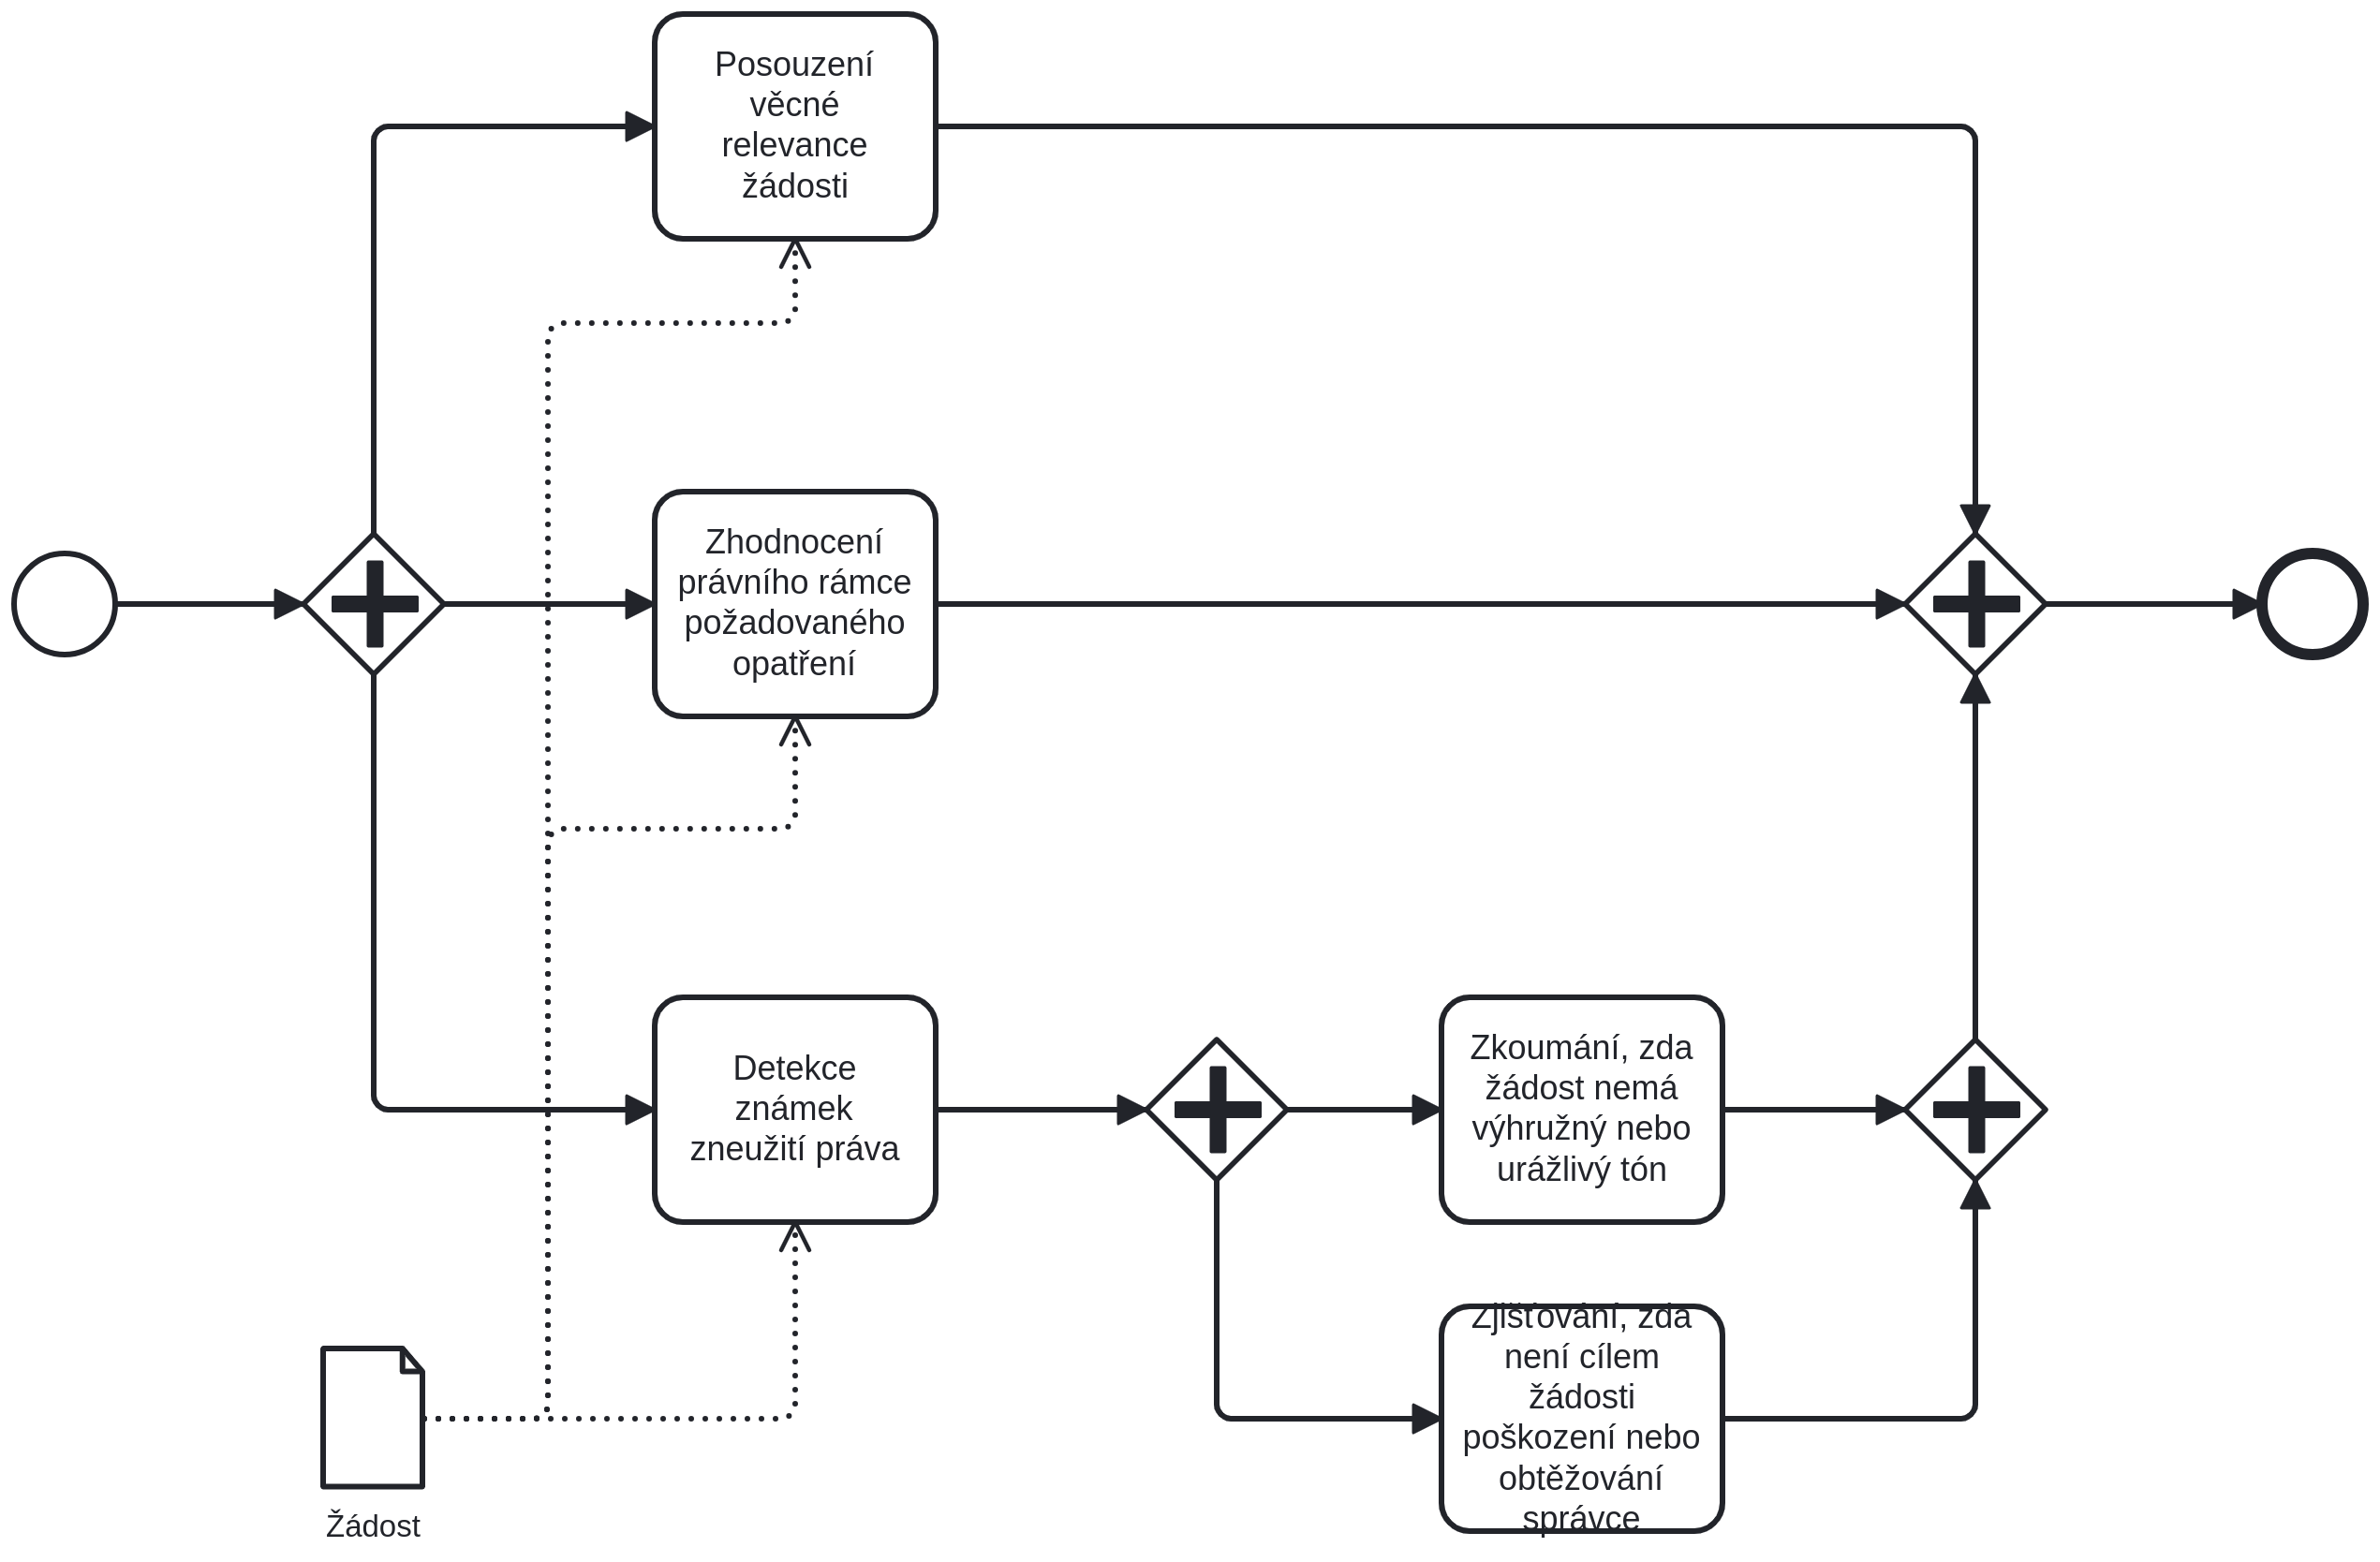 Posouzení
věcné
relevance
žádosti
Zhodnocení
právního rámce
požadovaného
opatření
Detekce
známek
zneužití práva
Zkoumání, zda
žádost nemá
výhružný nebo
urážlivý tón
Zjišťování, zda
není cílem
žádosti
poškození nebo
obtěžování
správce
Žádost